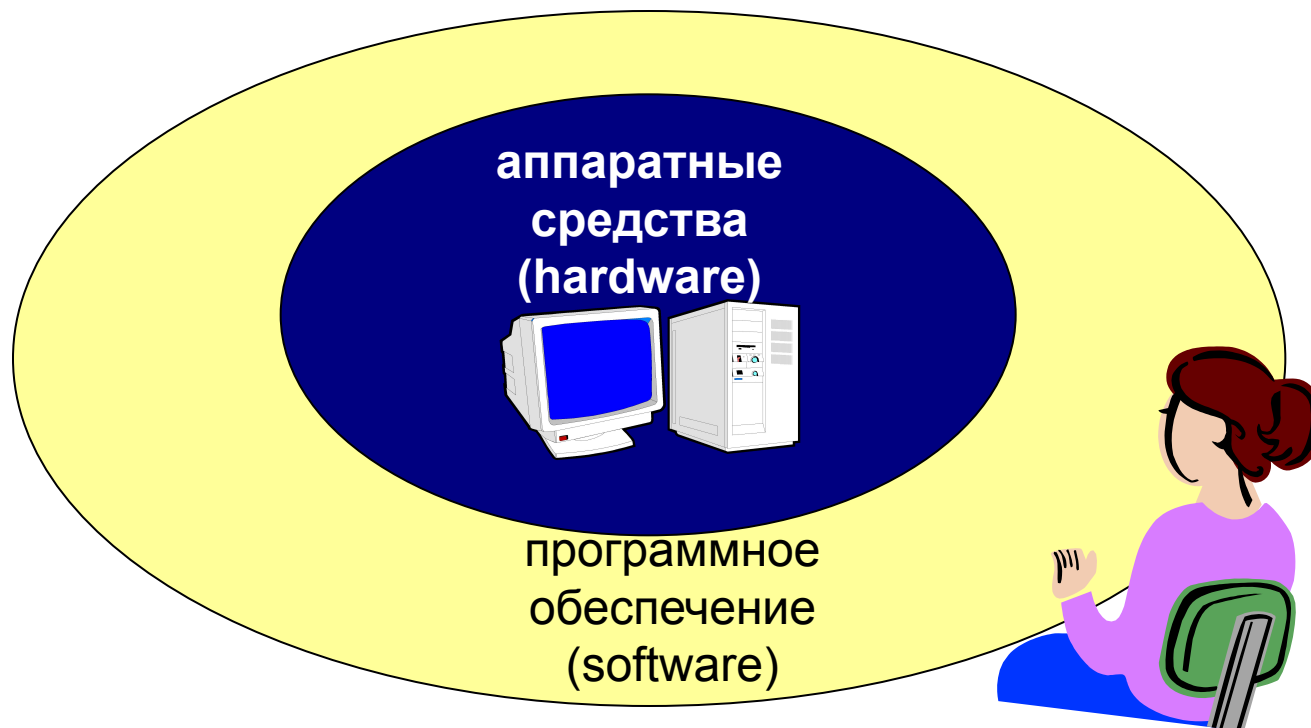 аппаратные
средства
(hardware)
программное
обеспечение
(software)